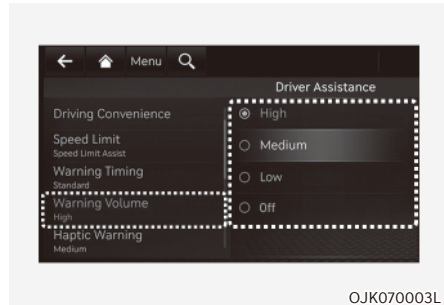 Menu
Driver Assistance
Driving Convenience
Speed Limit
Speed Limit Assist
Warning Timing
Standard
Warning Volume
High
Haptic Warning
Medium
High
Medium
Low
Off
OJK070003L